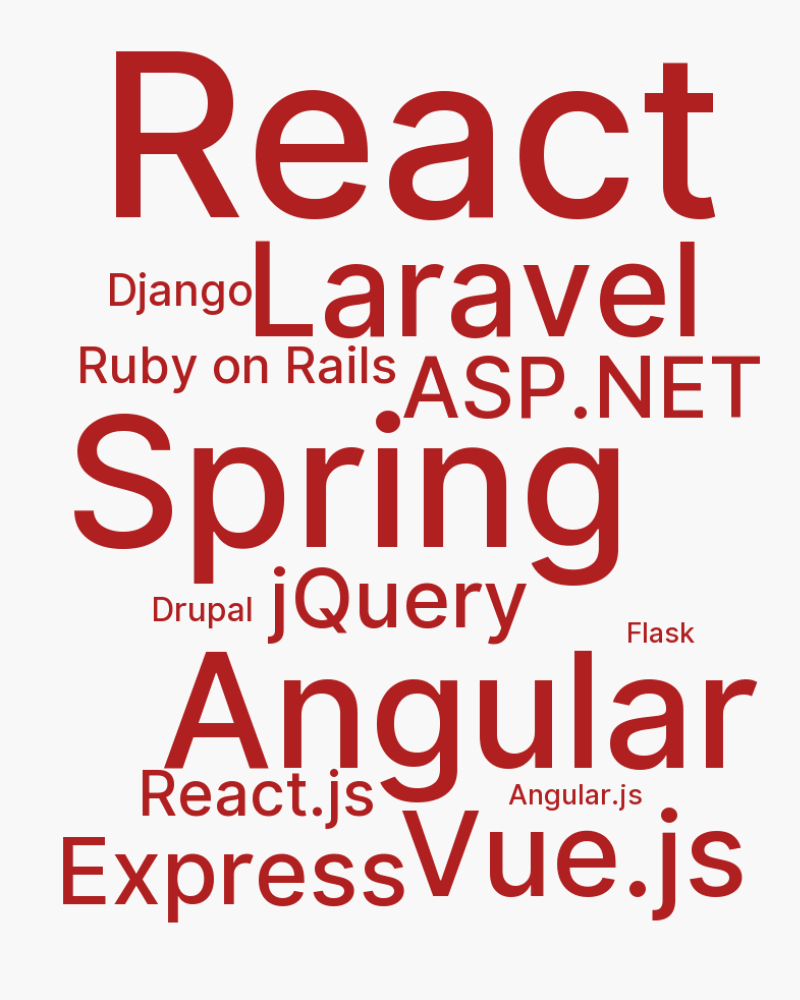 React
Django Laravel
Ruby on Rails ASP.NET
Spring
Drupal jQuery
Flask
Angular
React.js Angular.js
Express Vue.js